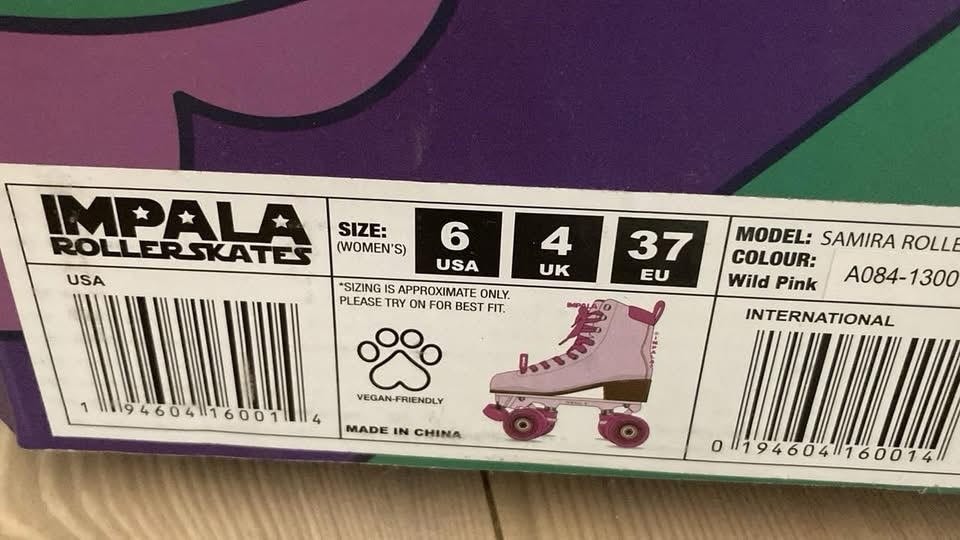 IMPALA
ROLLERSKATES
USA
1 94604 16001 4
SIZE:
(WOMEN'S)
6
USA
4
UK
37
EU
*SIZING IS APPROXIMATE ONLY.
PLEASE TRY ON FOR BEST FIT.
IMPALA
VEGAN-FRIENDLY
MADE IN CHINA
MODEL: SAMIRA ROLLE
COLOUR:
Wild Pink A084-1300
INTERNATIONAL
0 194604 160014